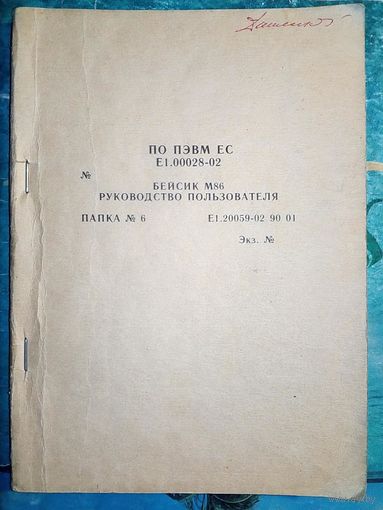 ПО ПЭВМ ЕС
Е1.00028-02
№
БЕЙСИК М86
РУКОВОДСТВО ПОЛЬЗОВАТЕЛЯ
ПАПКА № 6 Е1.20059-02 90 01
Экз. №